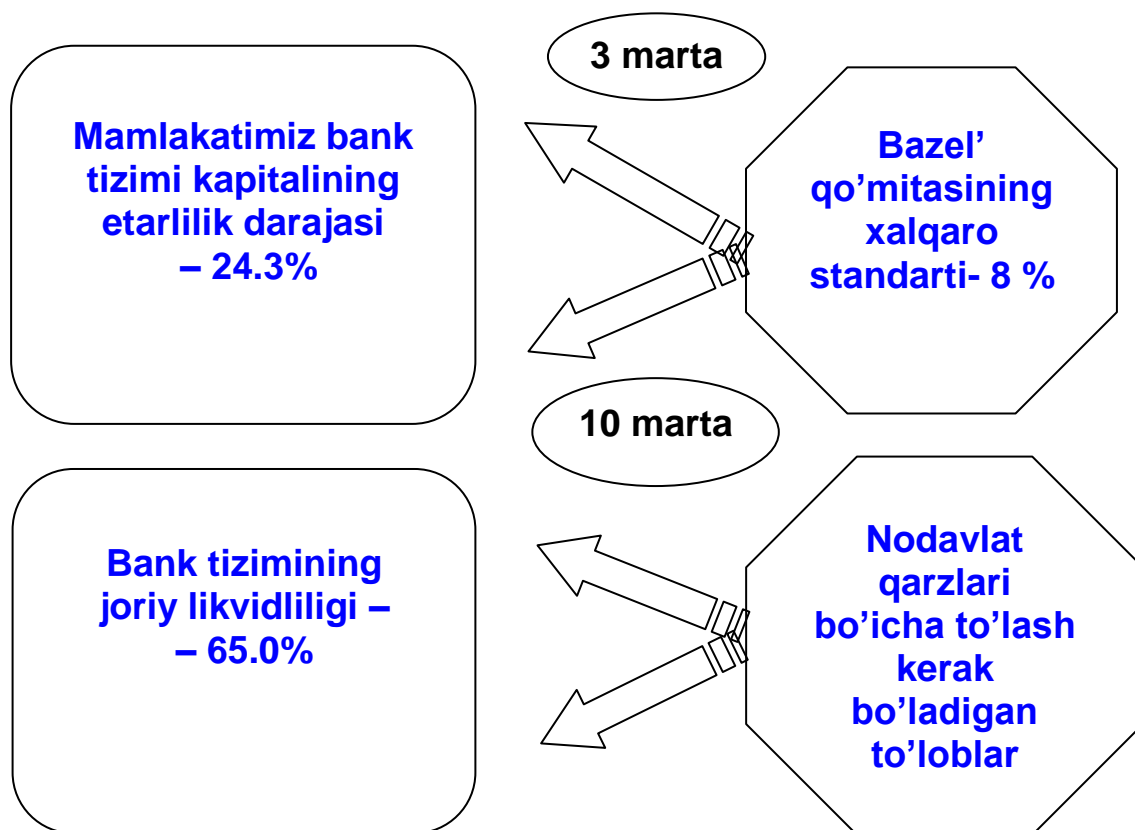 3 marta
Mamlakatimiz bank
tizimi kapitalining
etarlilik darajasi
– 24.3%
Bazel’
qo’mitasining
xalqaro
standarti- 8 %
10 marta
Bank tizimining
joriy likvidliligi –
– 65.0%
Nodavlat
qarzlari
bo’icha to’lash
kerak
bo’ladigan
to’loblar